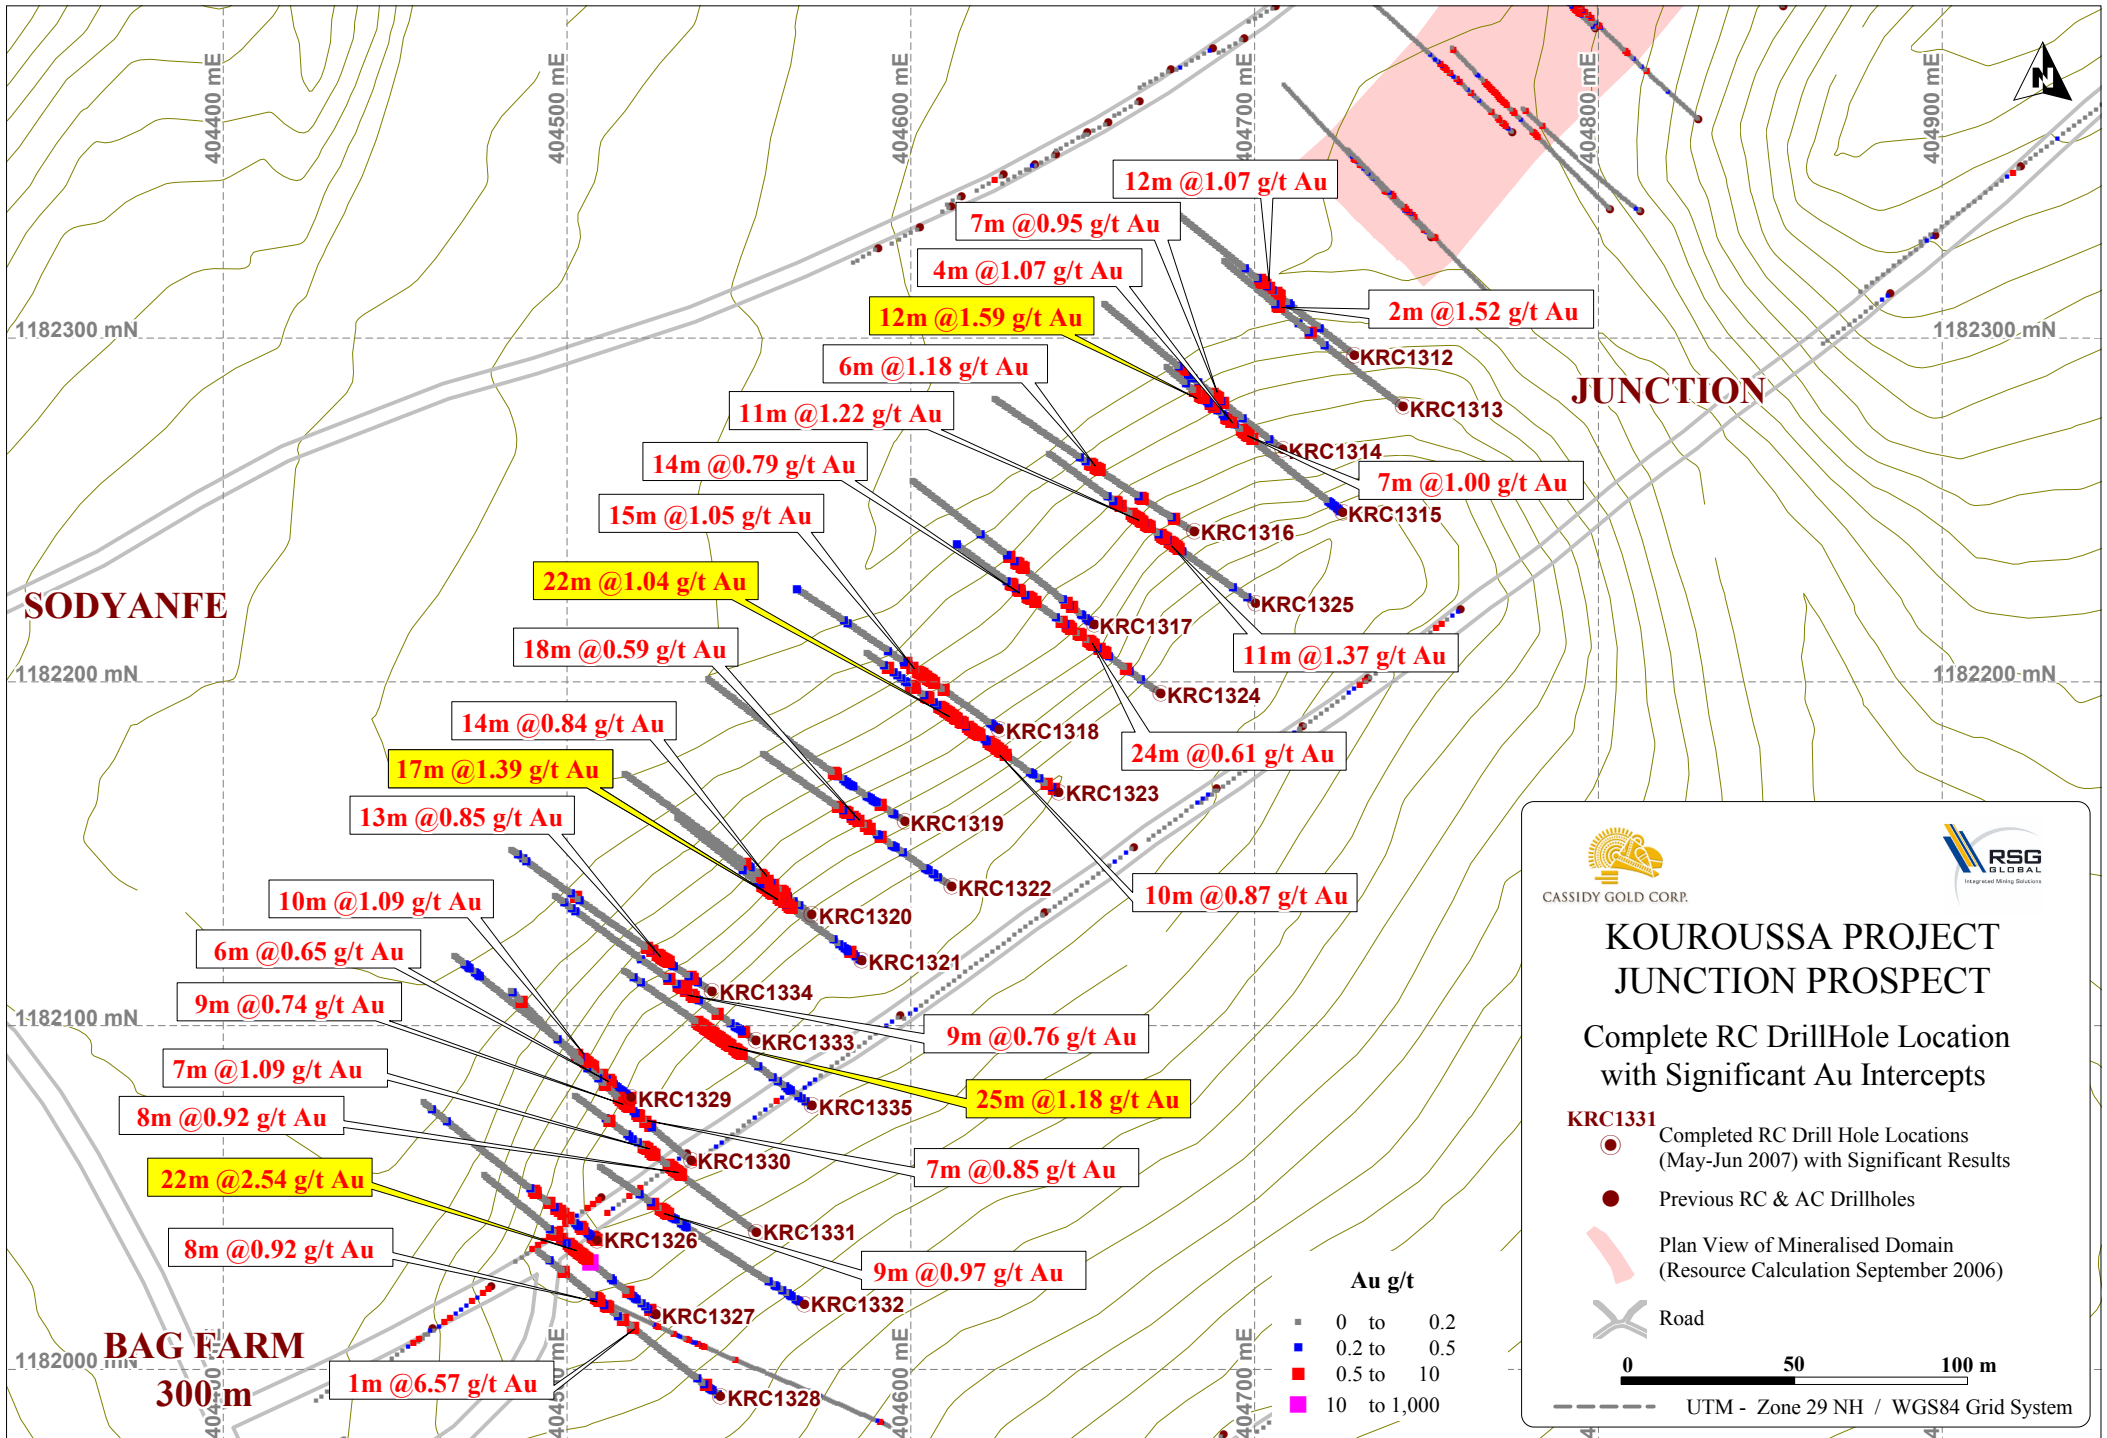 404400 mE
404500 mE
404600 mE
404700 mE
404800 mE
404900 mE
N
12m @1.07 g/t Au
7m @0.95 g/t Au
4m @1.07 g/t Au
12m @1.59 g/t Au
2m @1.52 g/t Au
1182300 mN
1182300 mN
6m @1.18 g/t Au
KRC1312
JUNCTION
11m @1.22 g/t Au
KRC1313
14m @0.79 g/t Au
KRC1314
7m @1.00 g/t Au
15m @1.05 g/t Au
KRC1315
KRC1316
22m @1.04 g/t Au
SODYANFE
KRC1325
KRC1317
18m @0.59 g/t Au
11m @1.37 g/t Au
1182200 mN
1182200 mN
KRC1324
14m @0.84 g/t Au
KRC1318
24m @0.61 g/t Au
17m @1.39 g/t Au
KRC1323
13m @0.85 g/t Au
KRC1319
KRC1322
10m @0.87 g/t Au
10m @1.09 g/t Au
KRC1320
6m @0.65 g/t Au
KRC1321
9m @0.74 g/t Au
KRC1334
1182100 mN
9m @0.76 g/t Au
KRC1333
7m @1.09 g/t Au
25m @1.18 g/t Au
KRC1329
KRC1335
8m @0.92 g/t Au
KRC1330
7m @0.85 g/t Au
22m @2.54 g/t Au
KRC1331
KRC1326
8m @0.92 g/t Au
9m @0.97 g/t Au
KRC1332
KRC1327
BAG FARM
300 m
1182000 mN
1m @6.57 g/t Au
KRC1328
404600 mE
404700 mE
Au g/t
0 to 0.2
0.2 to 0.5
0.5 to 10
10 to 1,000
CASSIDY GOLD CORP.
RSG
GLOBAL
Integrated Mining Solutions
KOUROUSSA PROJECT
JUNCTION PROSPECT
Complete RC DrillHole Location
with Significant Au Intercepts
KRC1331
Completed RC Drill Hole Locations
(May-Jun 2007) with Significant Results
Previous RC & AC Drillholes
Plan View of Mineralised Domain
(Resource Calculation September 2006)
Road
0 50 100 m
UTM - Zone 29 NH / WGS84 Grid System